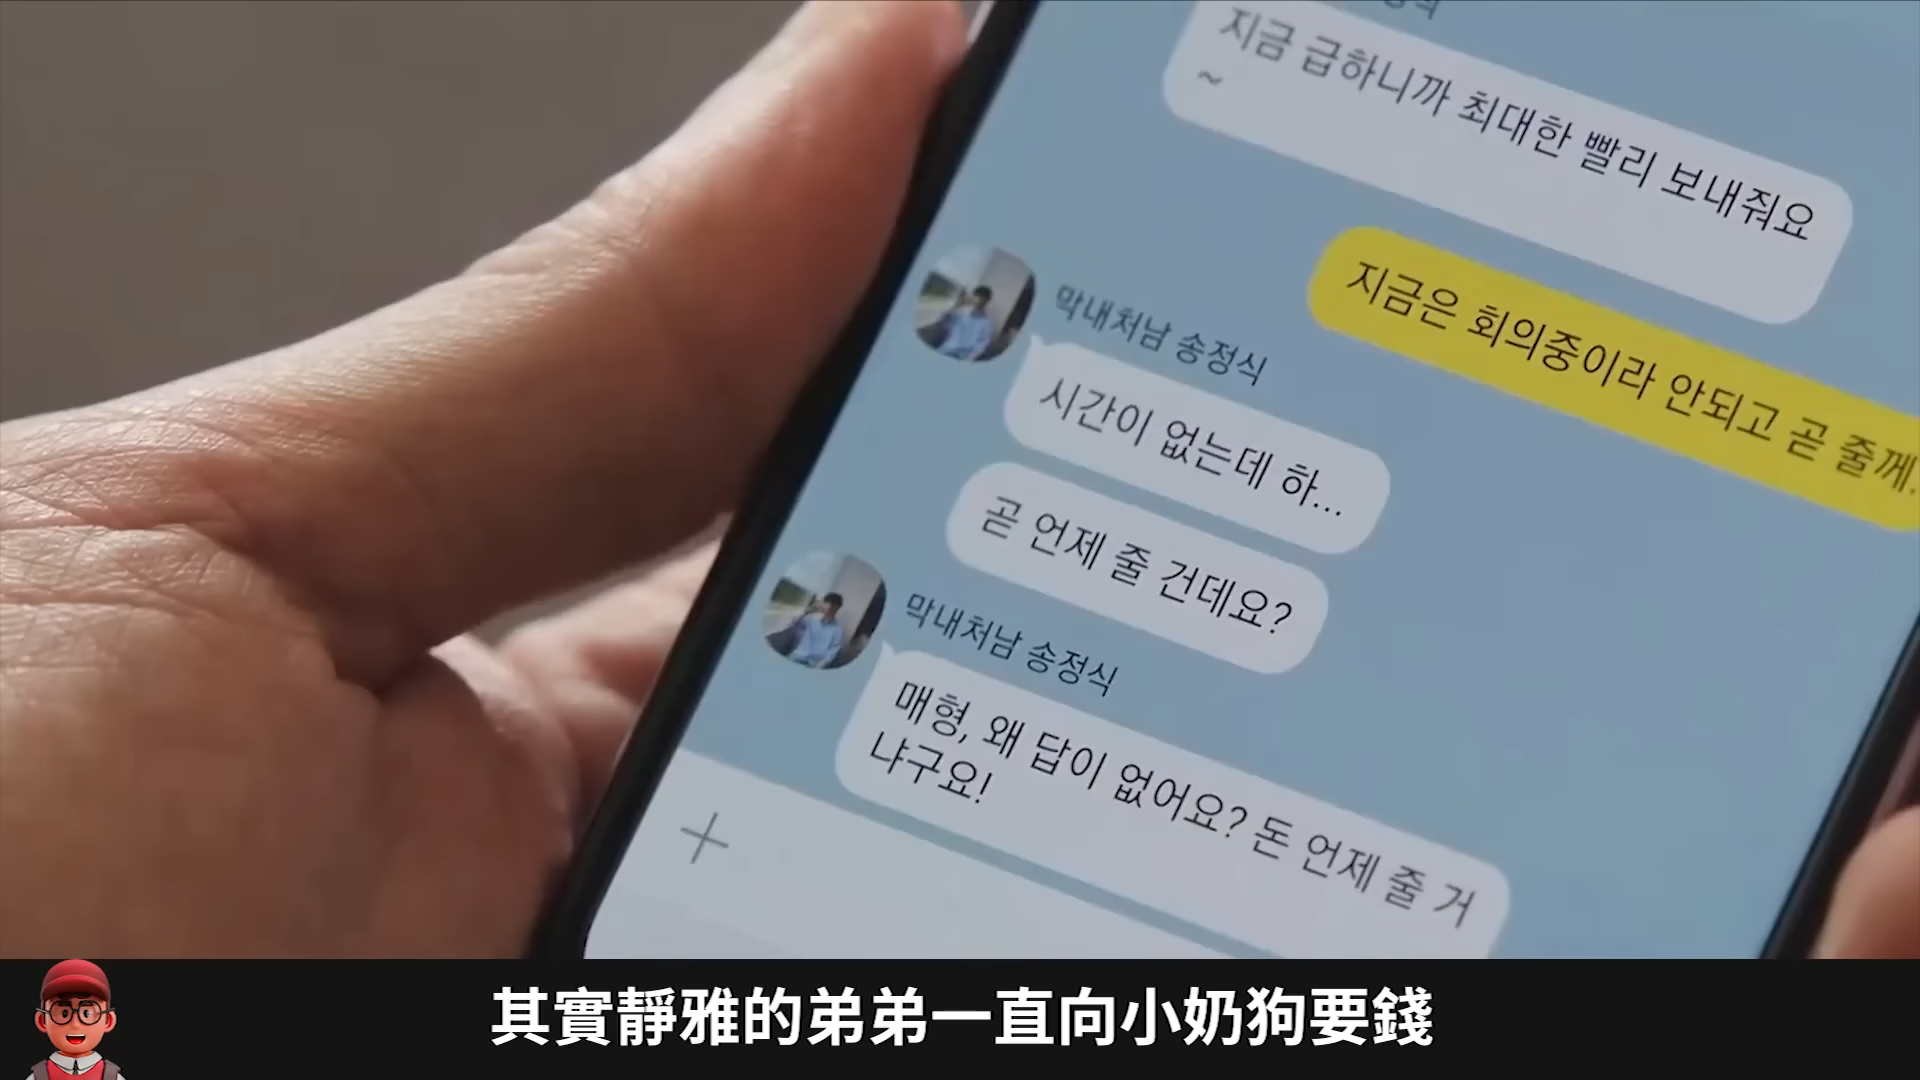 지금 급하니까 최대한 빨리 보내줘요
~
지금은 회의중이라 안되고 곧 줄께.
막내처남 송정식
시간이 없는데 하...
곧 언제 줄 건데요?
막내처남 송정식
매형, 왜 답이 없어요? 돈 언제 줄 거
냐구요!
其實靜雅的弟弟一直向小奶狗要錢